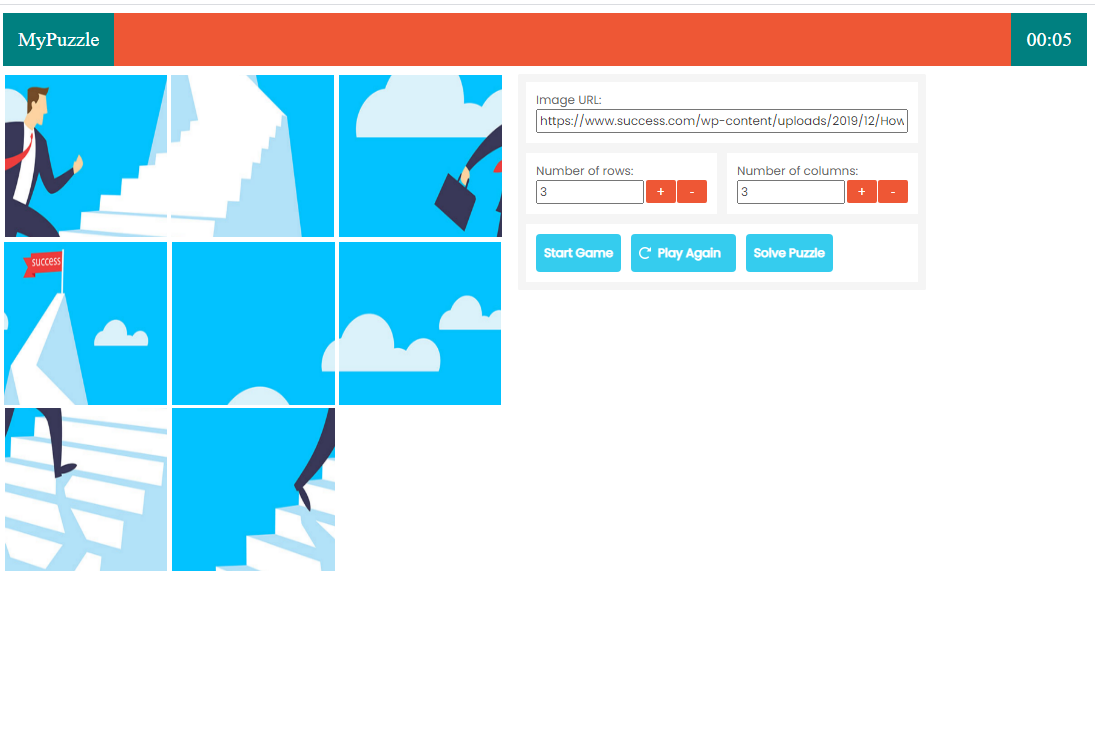 MyPuzzle
00:05
Image URL:
https://www.success.com/wp-content/uploads/2019/12/How
Number of rows:
3 + -
Number of columns:
3 + -
Start Game
Play Again
Solve Puzzle
success